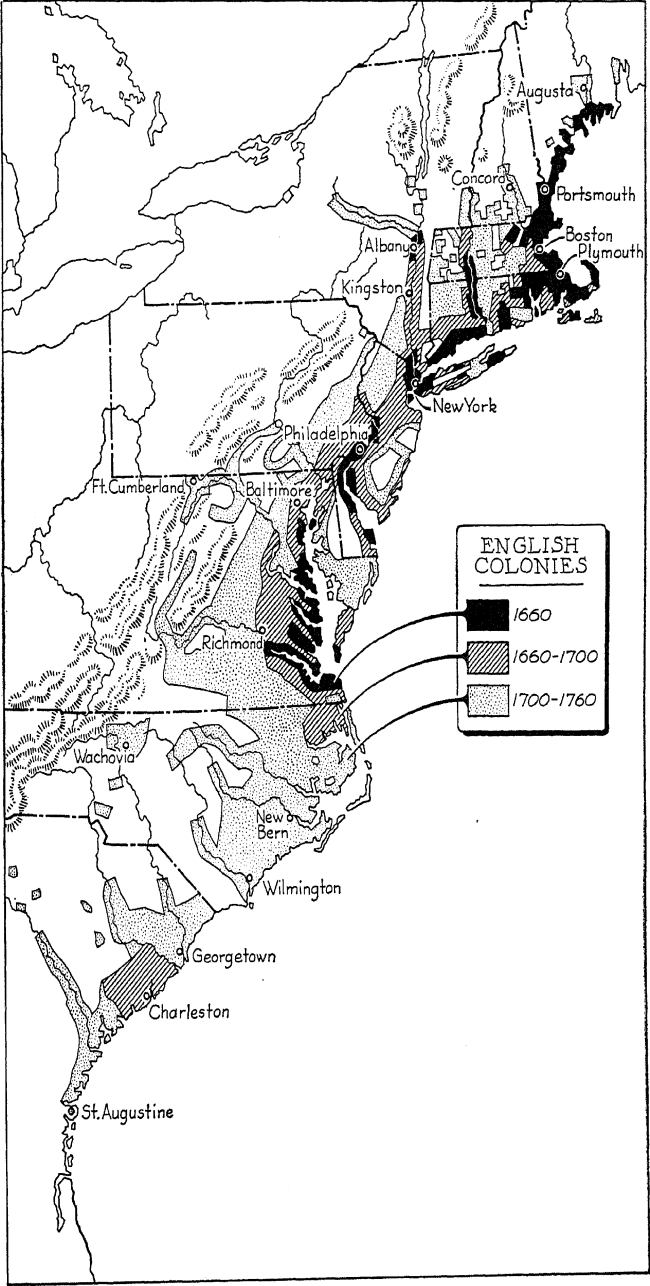 Augusta
Concord
Portsmouth
Boston
Albany
Plymouth
Kingston
New York
Philadelphia
Ft. Cumberland
Baltimore
ENGLISH
COLONIES
1660
1660-1700
1700-1760
Richmond
Wachovia
New
Bern
Wilmington
Georgetown
Charleston
St. Augustine